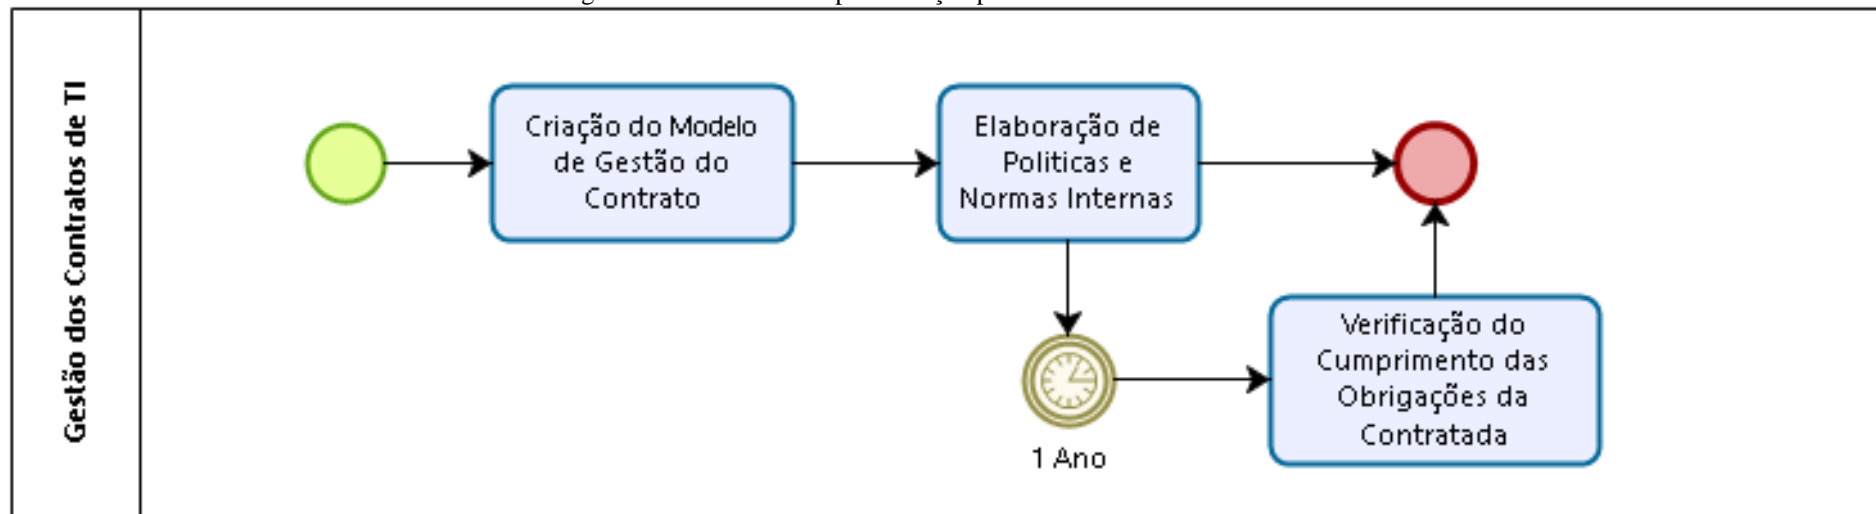 Gestão dos Contratos de TI
Criação do Modelo
de Gestão do
Contrato
Elaboração de
Politicas e
Normas Internas
1 Ano
Verificação do
Cumprimento das
Obrigações da
Contratada